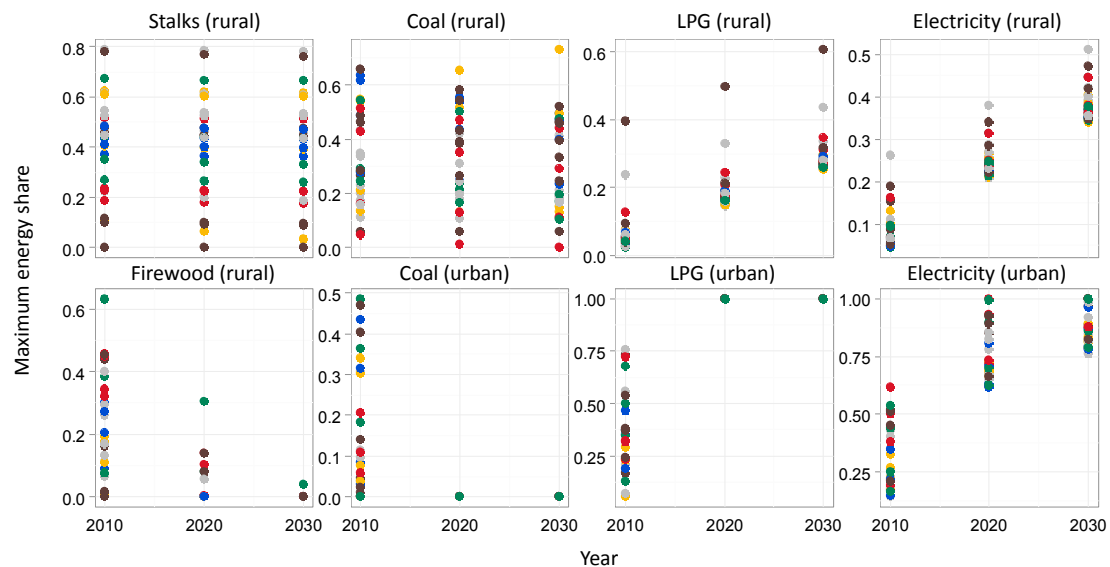 Stalks (rural) Coal (rural) LPG (rural) Electricity (rural)
0.8 0.6 0.4 0.2 0.0
0.6 0.4 0.2 0.0
0.6 0.4 0.2 0.0
0.5 0.4 0.3 0.2 0.1
Maximum energy share
Firewood (rural) Coal (urban) LPG (urban) Electricity (urban)
0.6 0.4 0.2 0.0
0.5 0.4 0.3 0.2 0.1 0.0
1.00 0.75 0.50 0.25
1.00 0.75 0.50 0.25
2010 2020 2030 2010 2020 2030 2010 2020 2030 2010 2020 2030
Year